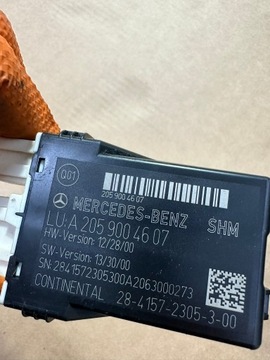 Q01
205 900 46 07
MERCEDES-BENZ
LU:A 205 900 46 07 SHM
HW-Version: 12/28/00
SW-Version: 13/30/00
SN:2841572305300A2063000273
CONTINENTAL 28-4157-2305-3-00